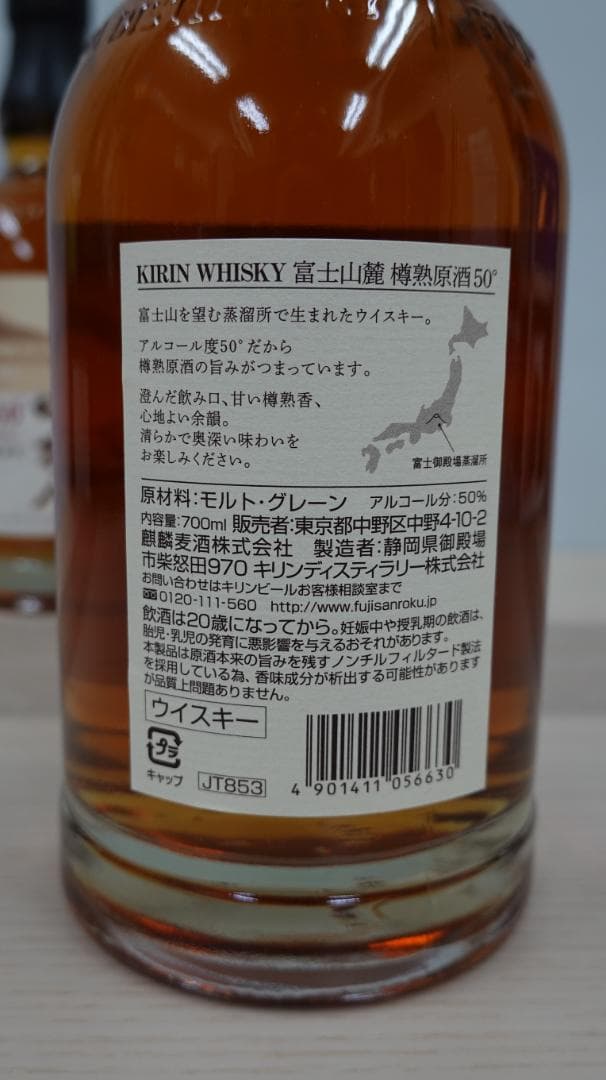 KIRIN WHISKY 富士山麓 樽熟原酒50°
富士山を望む蒸溜所で生まれたウイスキー。
アルコール度50°だから
樽熟原酒の旨みがつまっています。
澄んだ飲み口、甘い樽熟香、
心地よい余韻。
清らかで奥深い味わいを
お楽しみください。
富士御殿場蒸溜所
原材料:モルト・グレーン アルコール分:50%
内容量:700ml 販売者:東京都中野区中野4-10-2
麒麟麦酒株式会社 製造者:静岡県御殿場
市柴怒田970 キリンディスティラリー株式会社
お問い合わせはキリンビールお客様相談室まで
☎0120-111-560 http://www.fujisanroku.jp
飲酒は20歳になってから。妊娠中や授乳期の飲酒は、
胎児・乳児の発育に悪影響を与えるおそれがあります。
本製品は原酒本来の旨みを残すノンチルフィルタード製法
を採用している為、香味成分が析出する可能性があります
が品質上問題ありません。
ウイスキー
プラ
キャップ
JT853
4 901411 056630